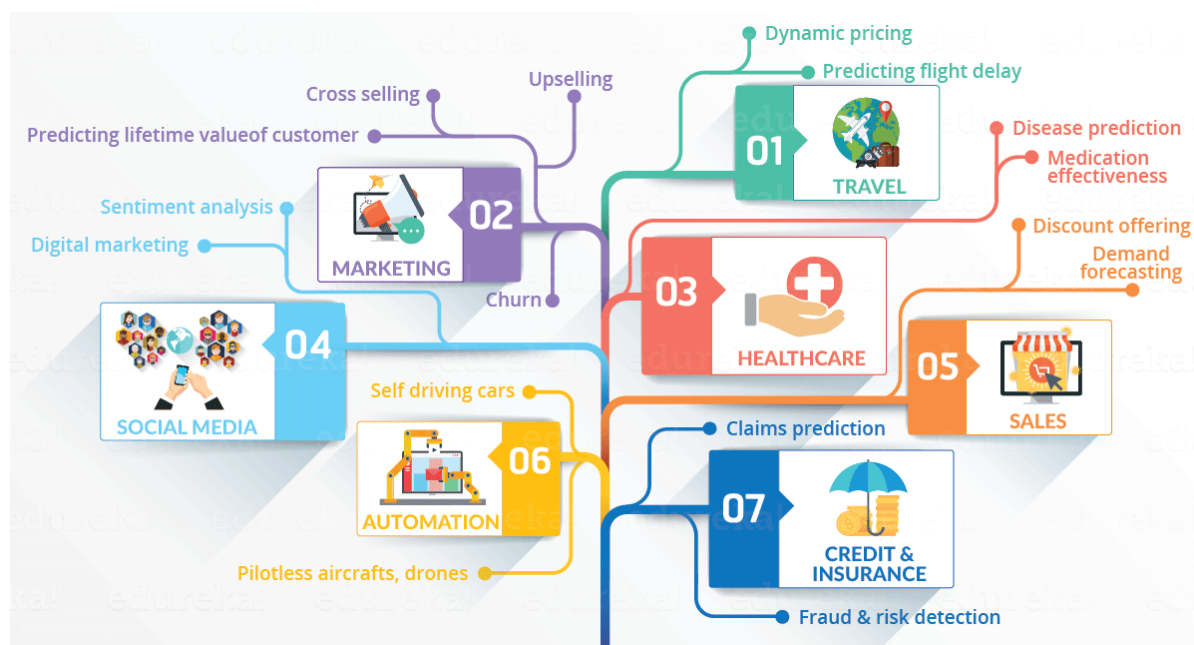 Dynamic pricing
Predicting flight delay
01
TRAVEL
Upselling
Cross selling
Predicting lifetime valueof customer
02
MARKETING
Churn
Disease prediction
Medication
effectiveness
03
HEALTHCARE
Sentiment analysis
Digital marketing
04
SOCIAL MEDIA
Discount offering
Demand
forecasting
05
SALES
Self driving cars
06
AUTOMATION
Pilotless aircrafts, drones
Claims prediction
07
CREDIT &
INSURANCE
Fraud & risk detection
edureka!